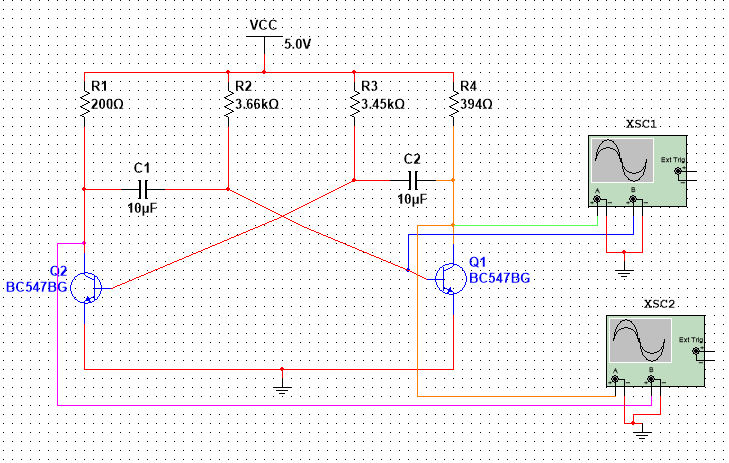 VCC
5.0V
R1
200Ω
R2
3.66kΩ
R3
3.45kΩ
R4
394Ω
C1
10µF
C2
10µF
Q2
BC547BG
Q1
BC547BG
XSC1
Ext Trig
+
−
A
B
+ − + −
XSC2
Ext Trig
+
−
A
B
+ − + −